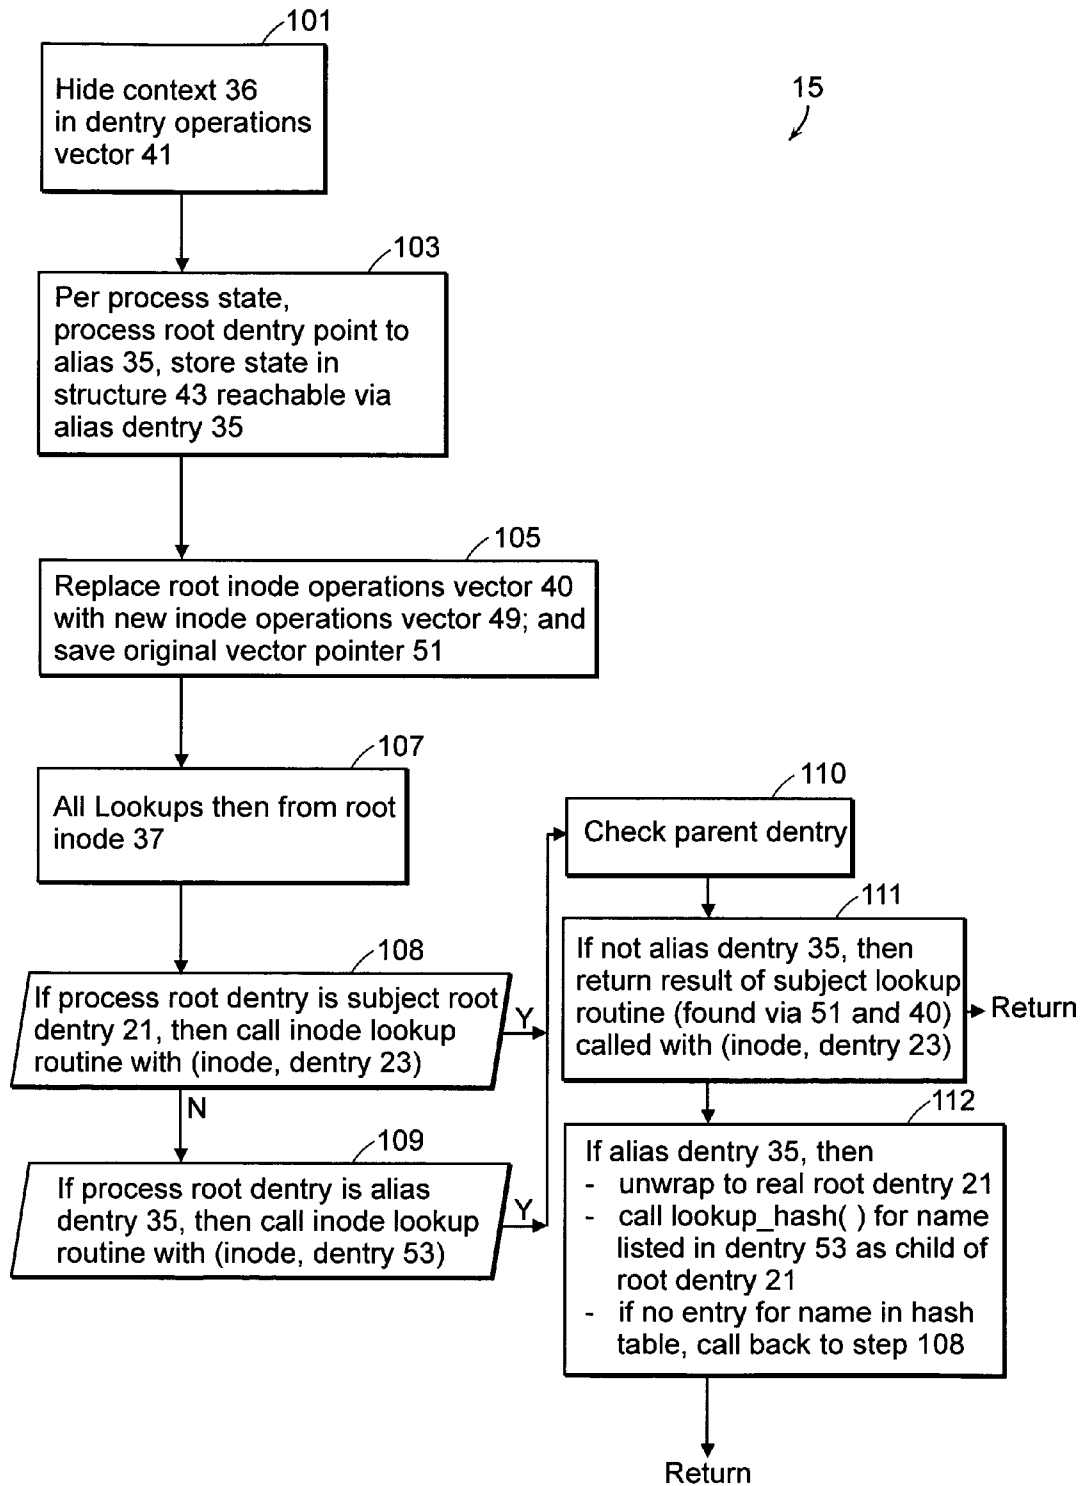 101
Hide context 36
in dentry operations
vector 41
15
103
Per process state,
process root dentry point to
alias 35, store state in
structure 43 reachable via
alias dentry 35
105
Replace root inode operations vector 40
with new inode operations vector 49; and
save original vector pointer 51
107
All Lookups then from root
inode 37
108
If process root dentry is subject root
dentry 21, then call inode lookup
routine with (inode, dentry 23)
Y
N
109
If process root dentry is alias
dentry 35, then call inode lookup
routine with (inode, dentry 53)
Y
110
Check parent dentry
111
If not alias dentry 35, then
return result of subject lookup
routine (found via 51 and 40)
called with (inode, dentry 23)
Return
112
If alias dentry 35, then
- unwrap to real root dentry 21
- call lookup_hash( ) for name
listed in dentry 53 as child of
root dentry 21
- if no entry for name in hash
table, call back to step 108
Return